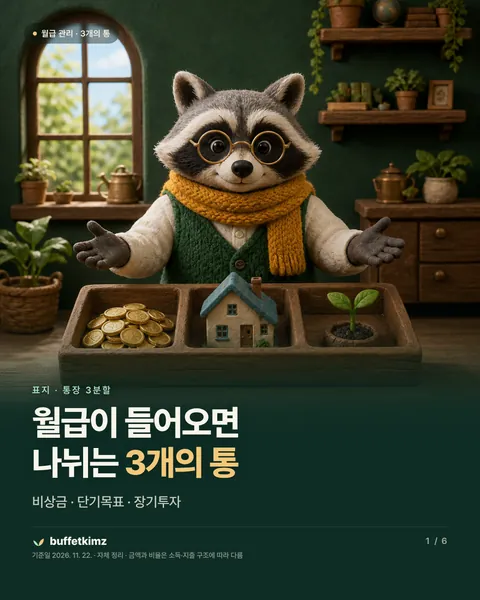 월급 관리 · 3개의 통
표지 · 통장 3분할
월급이 들어오면
나뉘는 3개의 통
비상금 · 단기목표 · 장기투자
buffetkimz
1 / 6
기준일 2026. 11. 22. · 자체 정리 · 금액과 비율은 소득·지출 구조에 따라 다름